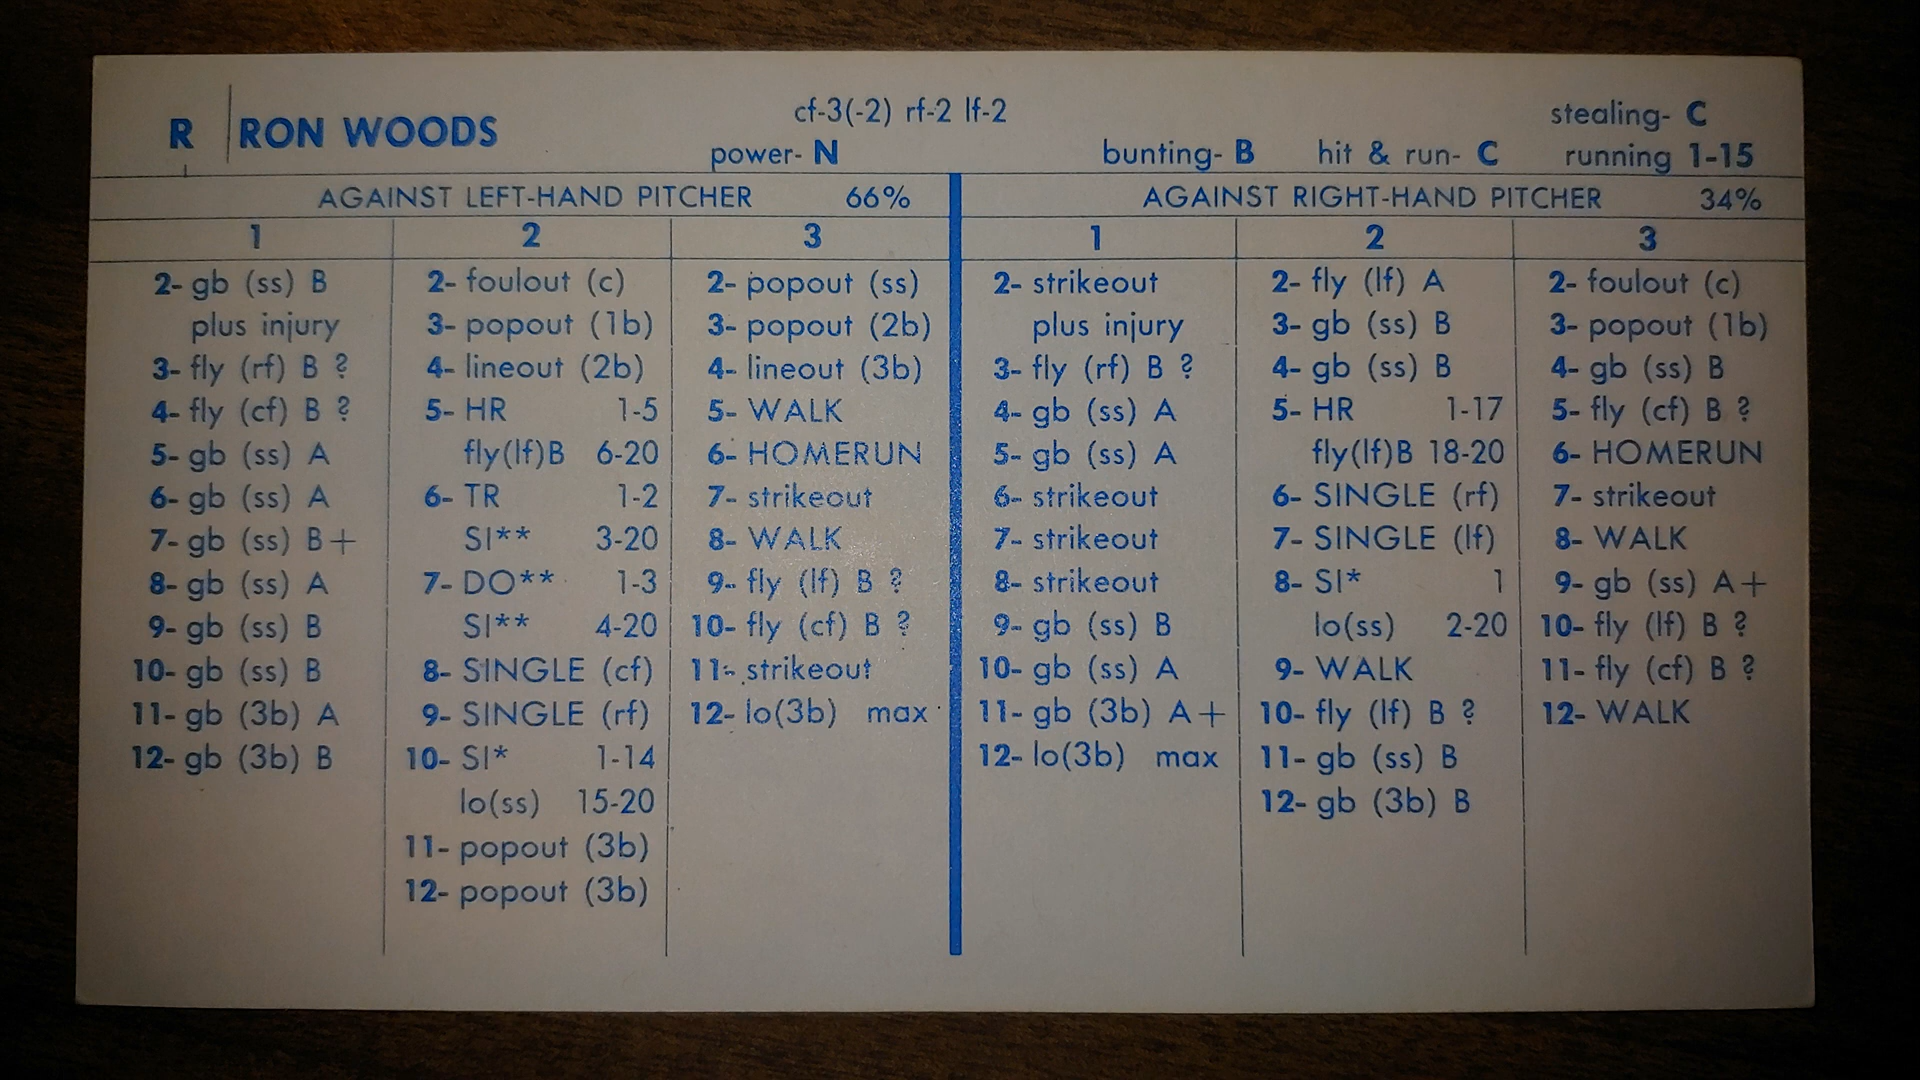 R RON WOODS
cf-3(-2) rf-2 lf-2
power- N
bunting- B
hit & run- C
stealing- C
running 1-15
AGAINST LEFT-HAND PITCHER 66%
1
2- gb (ss) B
plus injury
3- fly (rf) B ?
4- fly (cf) B ?
5- gb (ss) A
6- gb (ss) A
7- gb (ss) B+
8- gb (ss) A
9- gb (ss) B
10- gb (ss) B
11- gb (3b) A
12- gb (3b) B
2
2- foulout (c)
3- popout (1b)
4- lineout (2b)
5- HR 1-5
fly(lf)B 6-20
6- TR 1-2
SI** 3-20
7- DO** 1-3
SI** 4-20
8- SINGLE (cf)
9- SINGLE (rf)
10- SI* 1-14
lo(ss) 15-20
11- popout (3b)
12- popout (3b)
3
2- popout (ss)
3- popout (2b)
4- lineout (3b)
5- WALK
6- HOMERUN
7- strikeout
8- WALK
9- fly (lf) B ?
10- fly (cf) B ?
11- strikeout
12- lo(3b) max
AGAINST RIGHT-HAND PITCHER 34%
1
2- strikeout
plus injury
3- fly (rf) B ?
4- gb (ss) A
5- gb (ss) A
6- strikeout
7- strikeout
8- strikeout
9- gb (ss) B
10- gb (ss) A
11- gb (3b) A+
12- lo(3b) max
2
2- fly (lf) A
3- gb (ss) B
4- gb (ss) B
5- HR 1-17
fly(lf)B 18-20
6- SINGLE (rf)
7- SINGLE (lf)
8- SI* 1
lo(ss) 2-20
9- WALK
10- fly (lf) B ?
11- gb (ss) B
12- gb (3b) B
3
2- foulout (c)
3- popout (1b)
4- gb (ss) B
5- fly (cf) B ?
6- HOMERUN
7- strikeout
8- WALK
9- gb (ss) A+
10- fly (lf) B ?
11- fly (cf) B ?
12- WALK